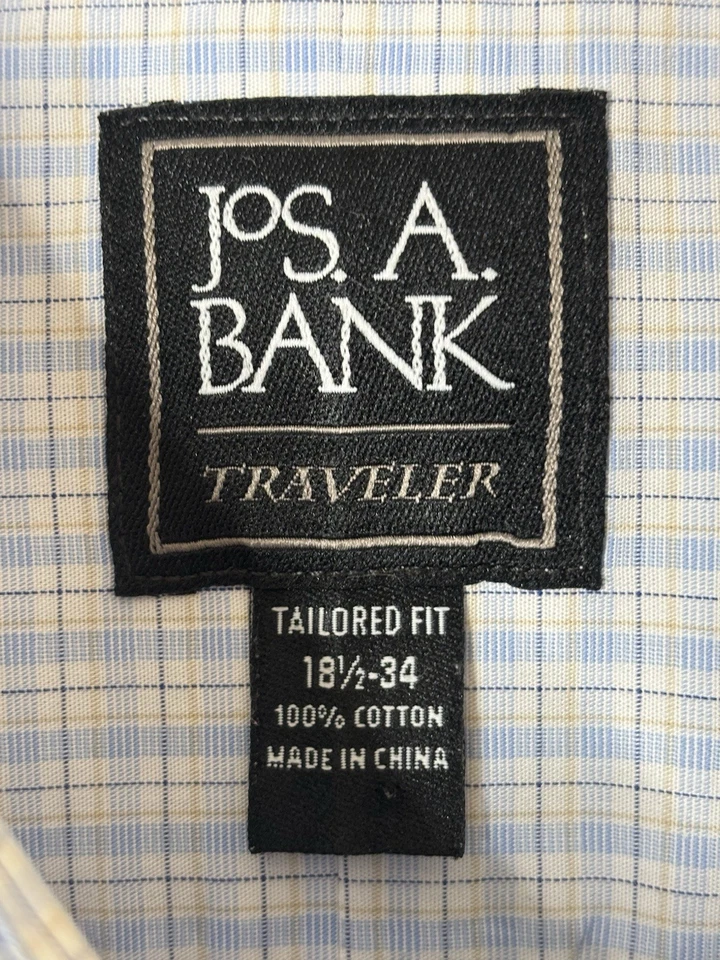 JOS. A.
BANK
TRAVELER
TAILORED FIT
18½-34
100% COTTON
MADE IN CHINA